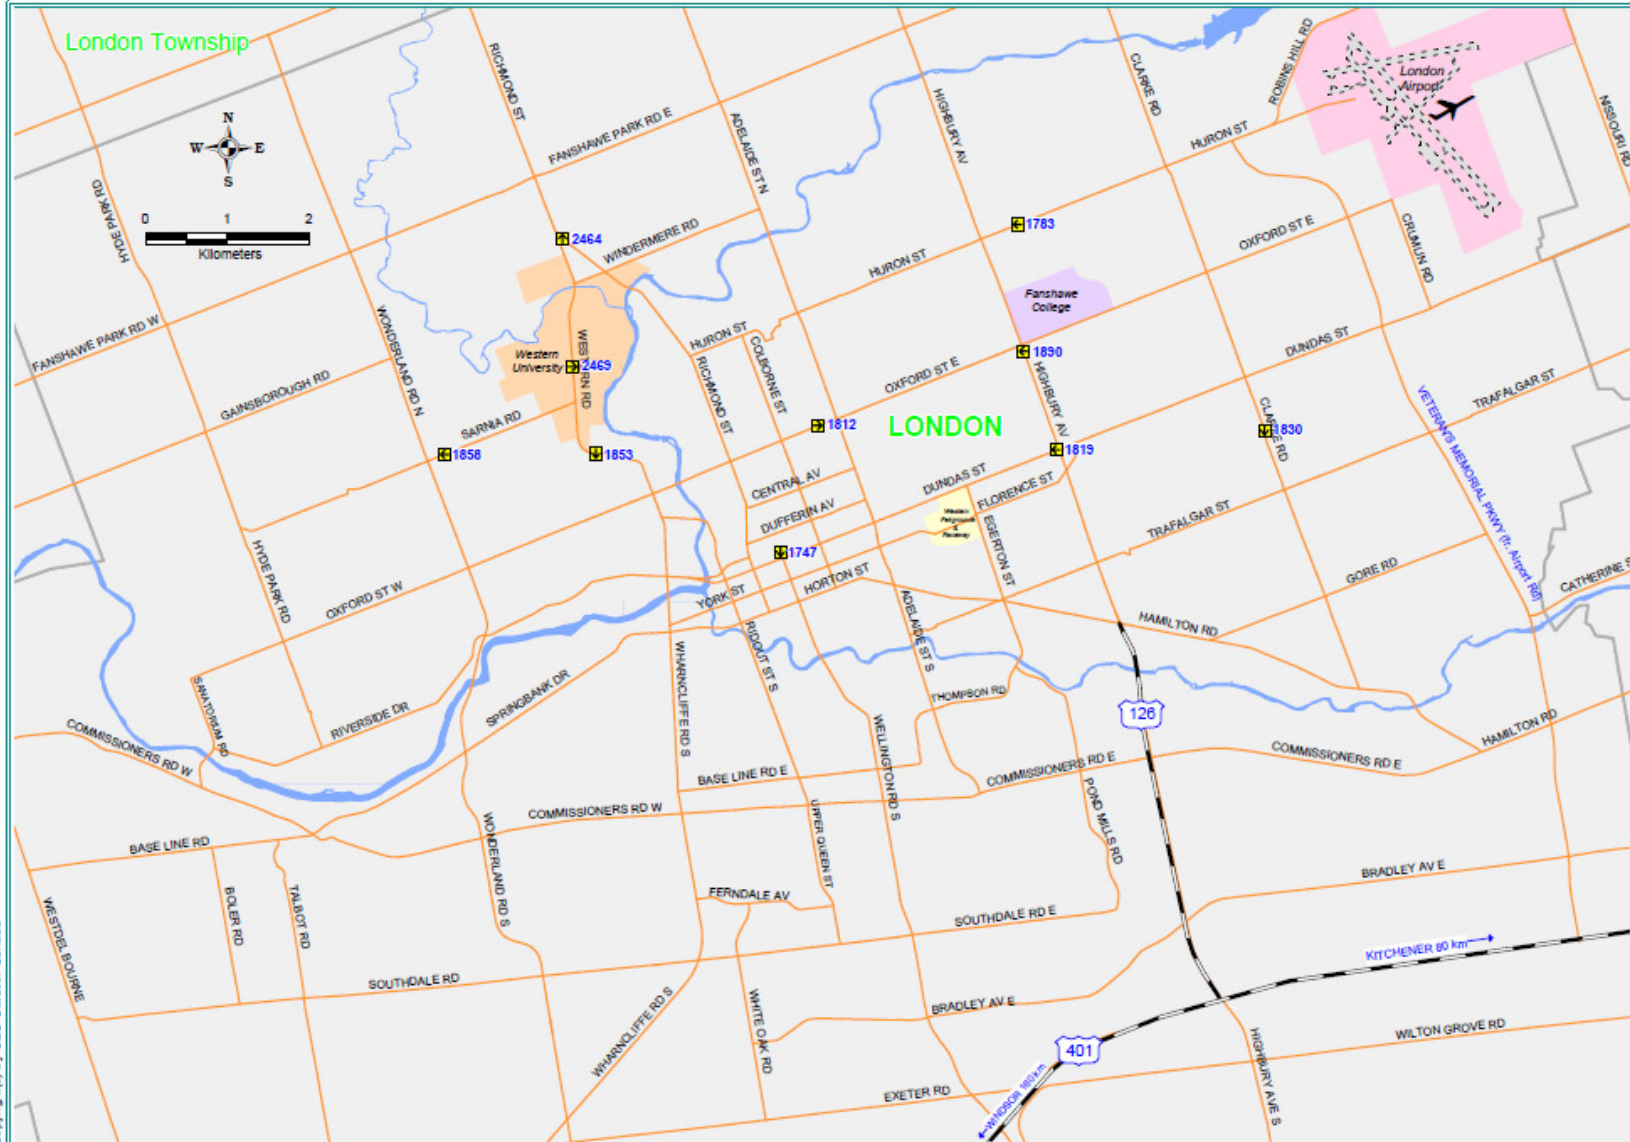 London Township
RICHMOND ST
CLARKE RD
ROBINS HILL RD
London
Airport
HIGHBURY AV
NISSOURI RD
FANSHAWE PARK RD E
ADELAIDE ST N
HURON ST
N
W
E
S
HYDE PARK RD
0 1 2
Kilometers
2464
WINDERMERE RD
1783
OXFORD ST E
CRUMLIN RD
HURON ST
FANSHAWE PARK RD W
WONDERLAND RD N
Fanshawe
College
HURON ST
COLBORNE ST
WESTERN RD
Western
University
2469
RICHMOND ST
1890
DUNDAS ST
GAINSBOROUGH RD
OXFORD ST E
HIGHBURY AV
TRAFALGAR ST
SARNIA RD
1812
LONDON
CLARKE RD
1830
VETERAN'S MEMORIAL PKWY (fr. Airport Rd)
1858
1853
1819
CENTRAL AV
DUNDAS ST
FLORENCE ST
DUFFERIN AV
Western
Fairgrounds
&
Raceway
EGERTON ST
TRAFALGAR ST
1747
HYDE PARK RD
HORTON ST
GORE RD
CATHERINE S
OXFORD ST W
YORK ST
ADELAIDE ST S
HAMILTON RD
RIDOUT ST S
WHARNCLIFFE RD S
SANATORIUM RD
SPRINGBANK DR
THOMPSON RD
RIVERSIDE DR
126
COMMISSIONERS RD W
WELLINGTON RD S
HAMILTON RD
COMMISSIONERS RD E
COMMISSIONERS RD E
BASE LINE RD E
COMMISSIONERS RD W
UPPER QUEEN ST
POND MILLS RD
BASE LINE RD
WONDERLAND RD S
BRADLEY AV E
FERNDALE AV
BOLER RD
TALBOT RD
WESTDEL BOURNE
SOUTHDALE RD E
KITCHENER 80 km
SOUTHDALE RD
WHARNCLIFFE RD S
WHITE OAK RD
BRADLEY AV E
WILTON GROVE RD
401
HIGHBURY AVE S
EXETER RD
WINDSOR 160km